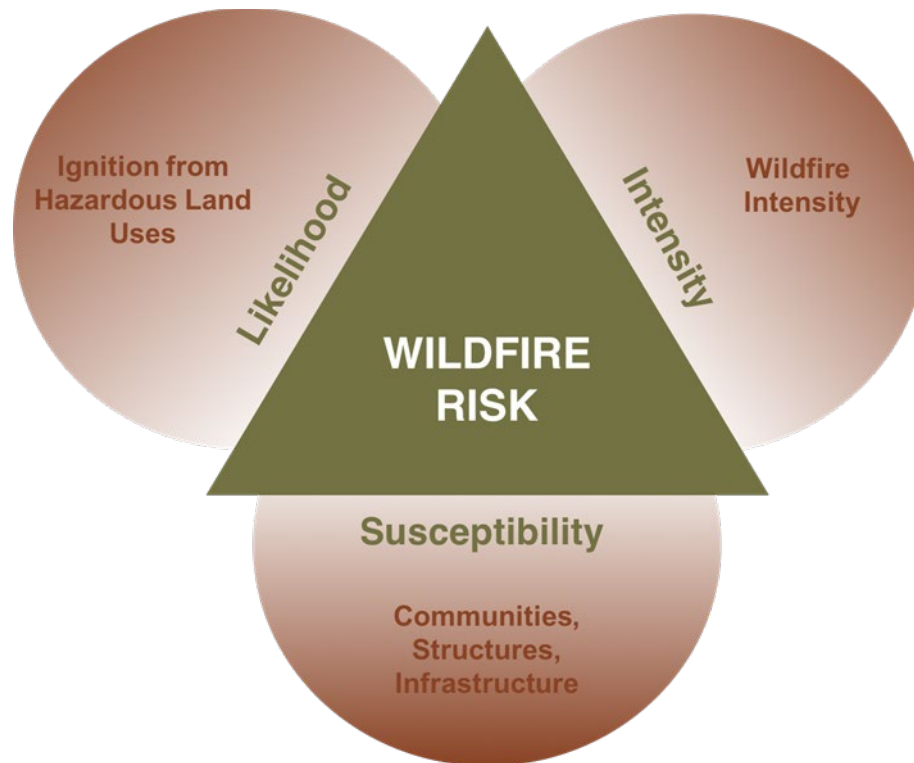 Ignition from
Hazardous Land
Uses
Likelihood
Intensity
Wildfire
Intensity
WILDFIRE
RISK
Susceptibility
Communities,
Structures,
Infrastructure